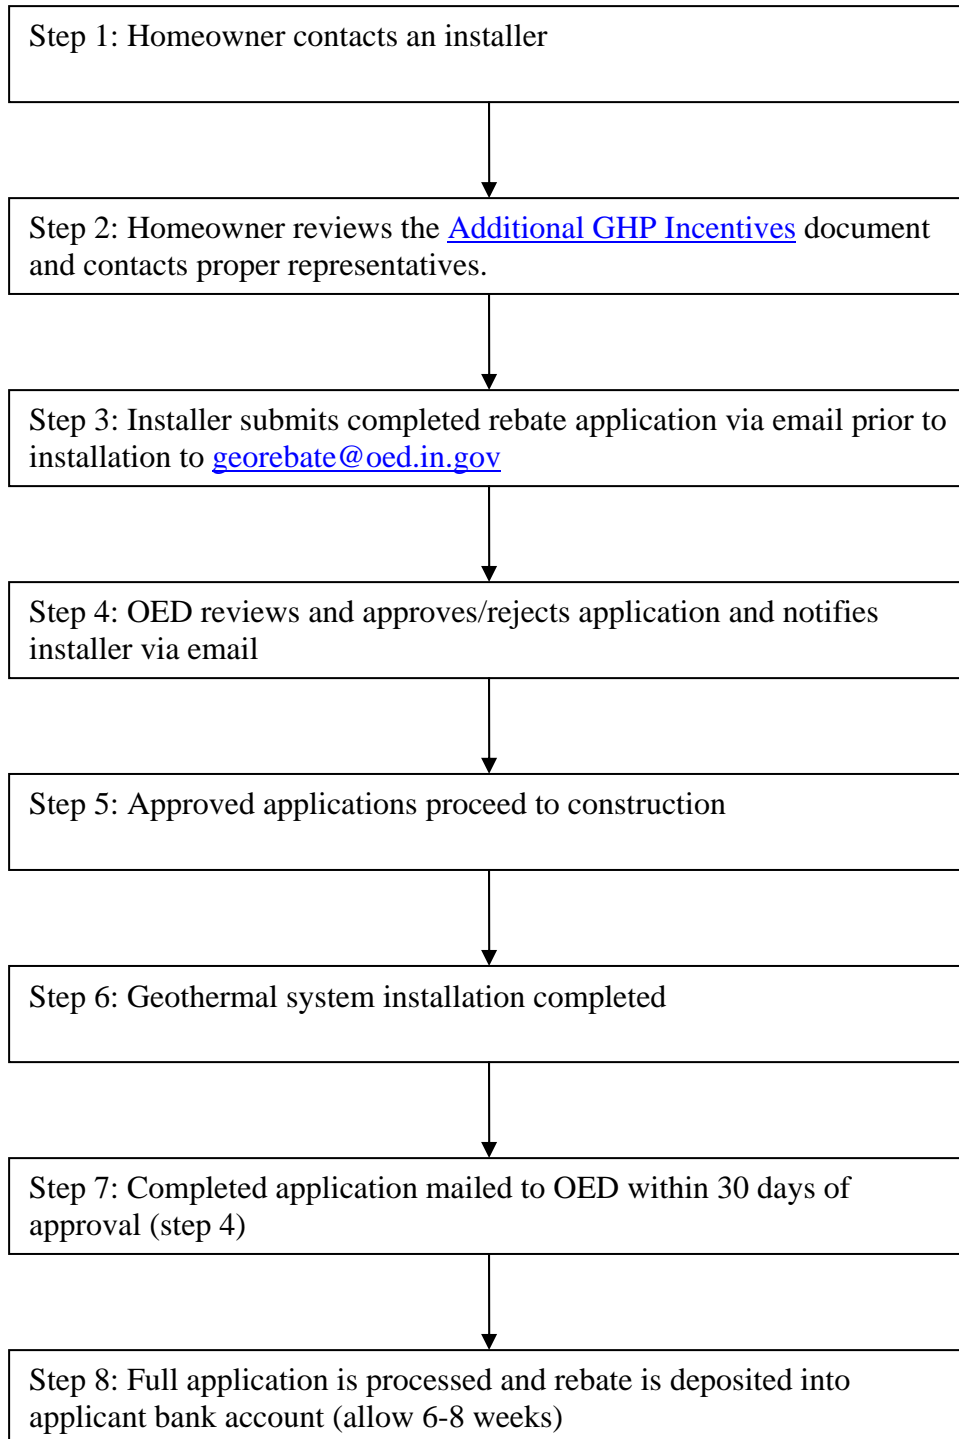 Step 1: Homeowner contacts an installer
Step 2: Homeowner reviews the Additional GHP Incentives document
and contacts proper representatives.
Step 3: Installer submits completed rebate application via email prior to
installation to georebate@oed.in.gov
Step 4: OED reviews and approves/rejects application and notifies
installer via email
Step 5: Approved applications proceed to construction
Step 6: Geothermal system installation completed
Step 7: Completed application mailed to OED within 30 days of
approval (step 4)
Step 8: Full application is processed and rebate is deposited into
applicant bank account (allow 6-8 weeks)